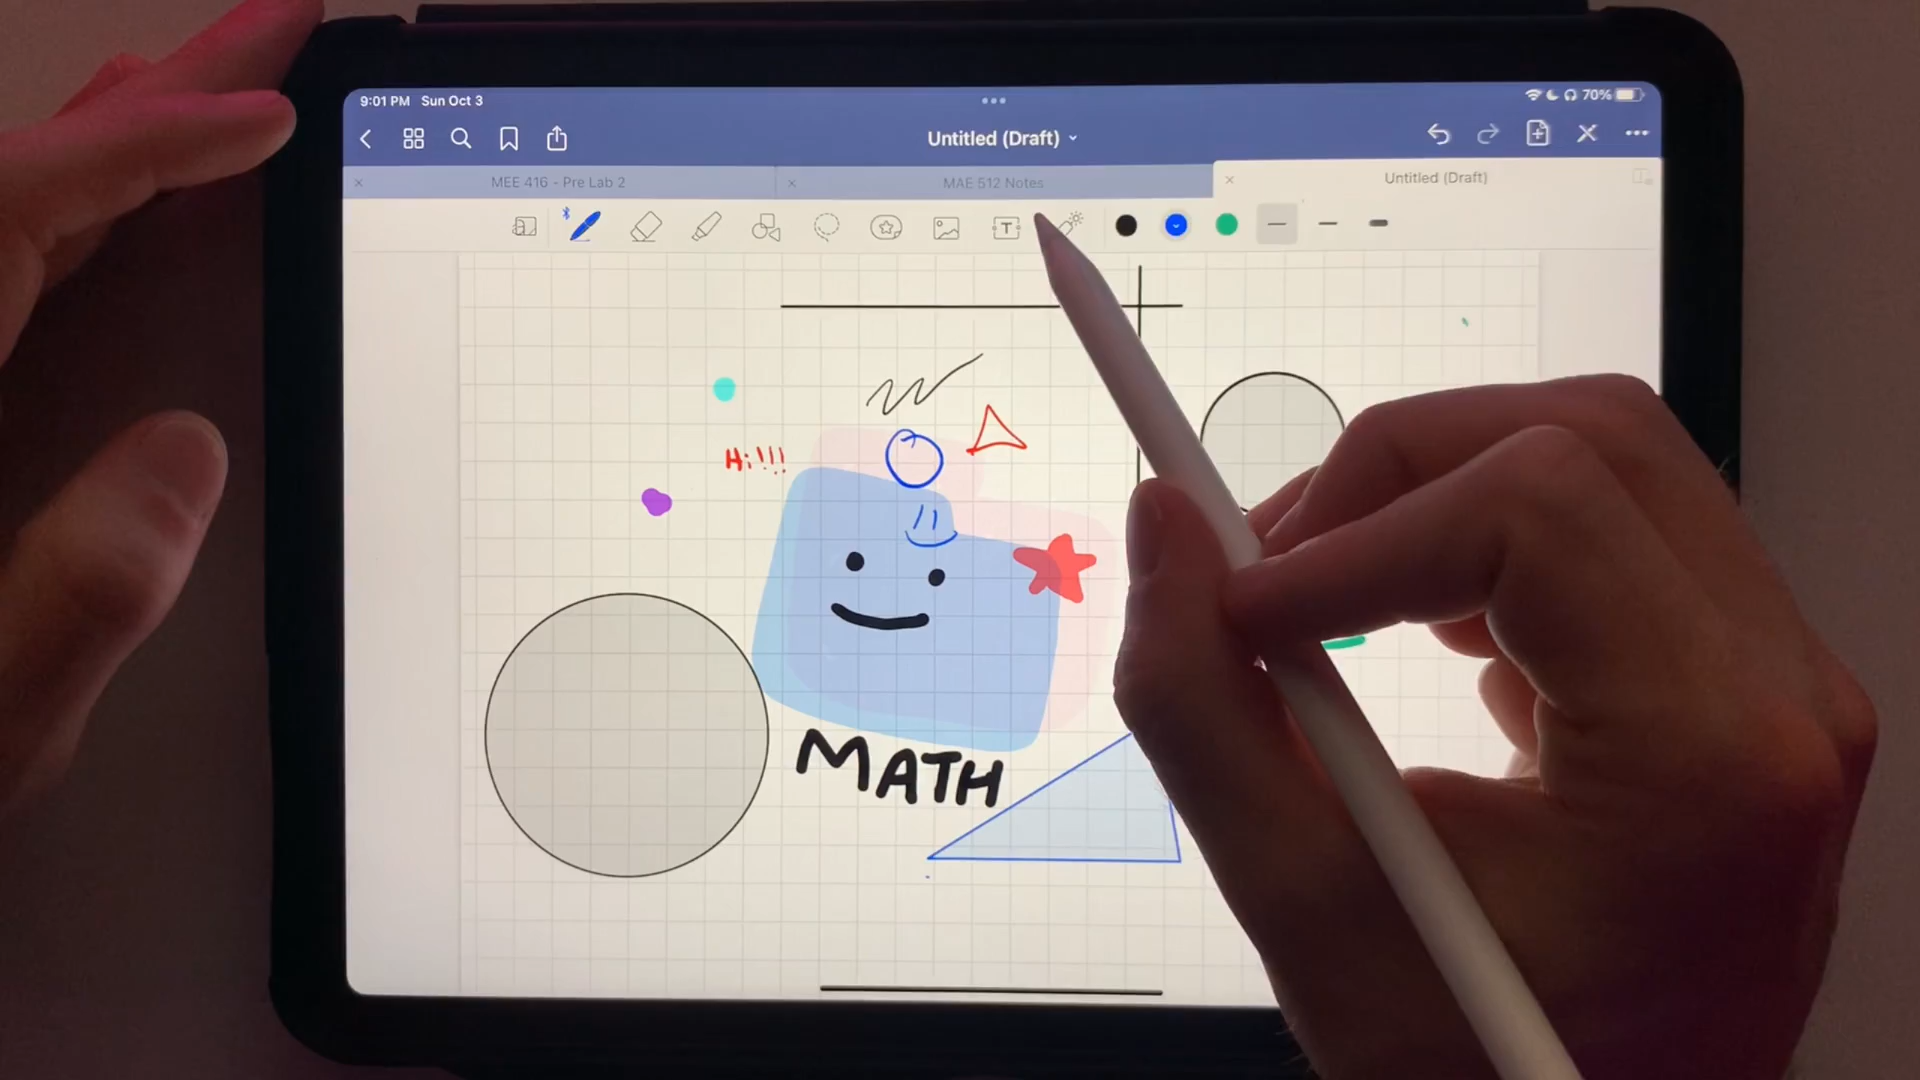 9:01 PM Sun Oct 3
70%
Untitled (Draft)
MEE 416 - Pre Lab 2
MAE 512 Notes
Untitled (Draft)
T
Hi!!!
MATH